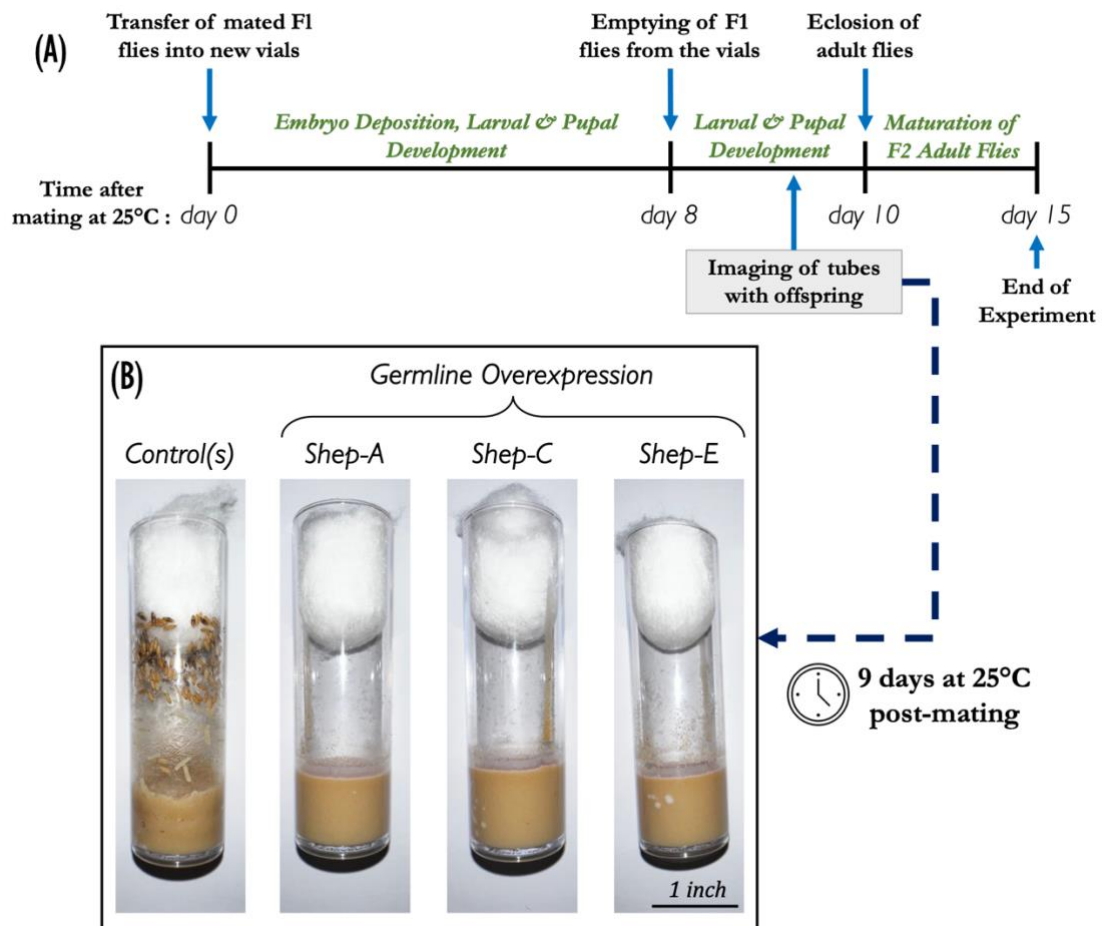 (A)
Transfer of mated F1
flies into new vials
Emptying of F1
flies from the vials
Eclosion of
adult flies
Embryo Deposition, Larval & Pupal
Development
Larval & Pupal
Development
Maturation of
F2 Adult Flies
Time after
mating at 25°C : day 0
day 8
day 10
day 15
Imaging of tubes
with offspring
End of
Experiment
(B)
Germline Overexpression
Control(s)
Shep-A
Shep-C
Shep-E
1 inch
9 days at 25°C
post-mating